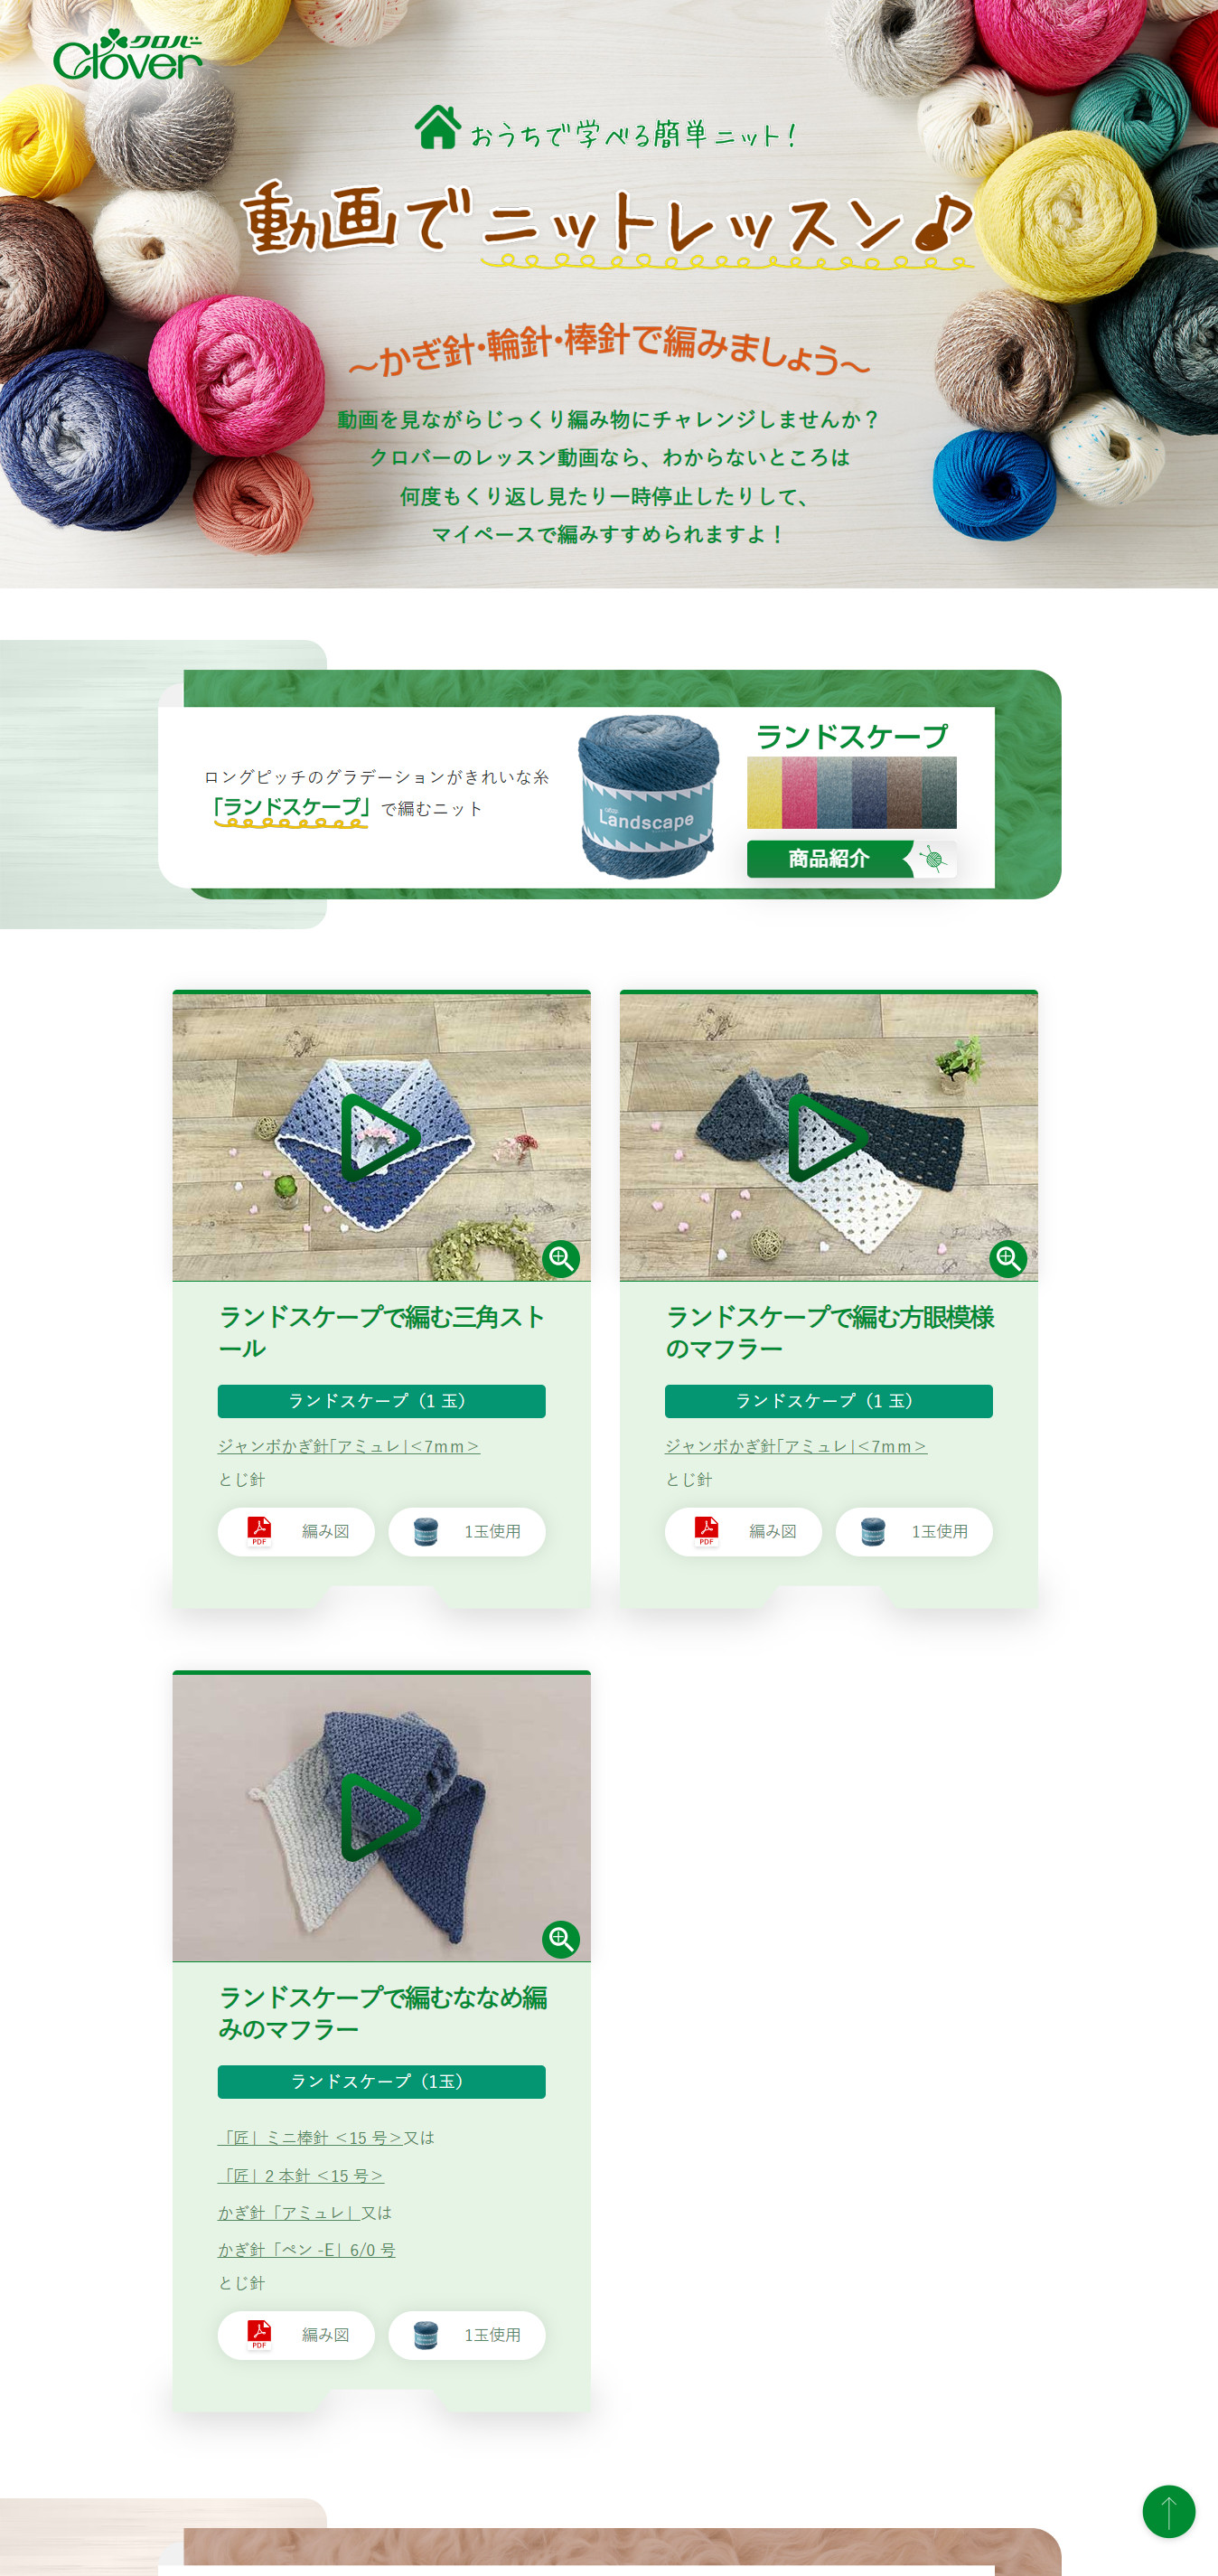 クロバー
Clover
おうちで学べる簡単ニット！
動画でニットレッスン♪
～かぎ針・輪針・棒針で編みましょう～
動画を見ながらじっくり編み物にチャレンジしませんか？
クロバーのレッスン動画なら、わからないところは
何度もくり返し見たり一時停止したりして、
マイペースで編みすすめられますよ！
ロングピッチのグラデーションがきれいな糸
「ランドスケープ」で編むニット
Landscape
ランドスケープ
商品紹介
ランドスケープで編む三角スト
ール
ランドスケープ（1 玉）
ジャンボかぎ針｢アミュレ｣＜7ｍｍ＞
とじ針
PDF
編み図
1玉使用
ランドスケープで編む方眼模様
のマフラー
ランドスケープ（1 玉）
ジャンボかぎ針｢アミュレ｣＜7ｍｍ＞
とじ針
PDF
編み図
1玉使用
ランドスケープで編むななめ編
みのマフラー
ランドスケープ（1玉）
「匠」ミニ棒針 ＜15 号＞又は
「匠」2 本針 ＜15 号＞
かぎ針「アミュレ」又は
かぎ針「ペン -E」6/0 号
とじ針
PDF
編み図
1玉使用